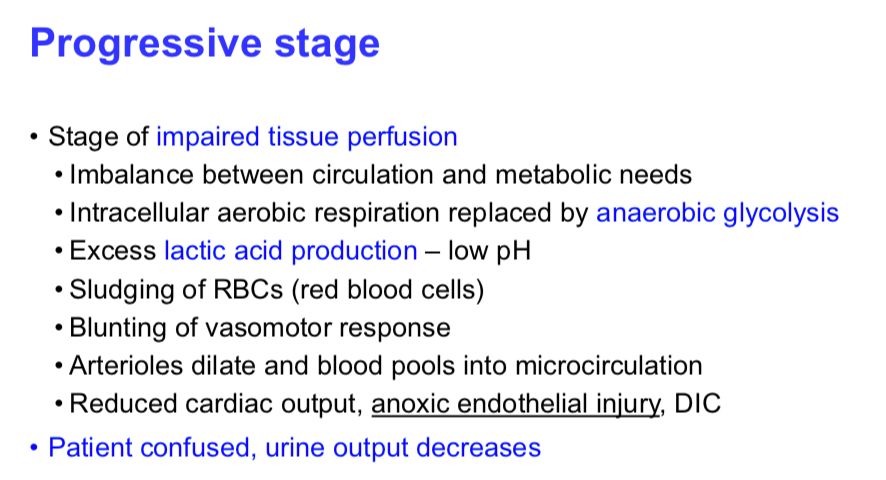 Progressive stage
• Stage of impaired tissue perfusion
• Imbalance between circulation and metabolic needs
• Intracellular aerobic respiration replaced by anaerobic glycolysis
• Excess lactic acid production – low pH
• Sludging of RBCs (red blood cells)
• Blunting of vasomotor response
• Arterioles dilate and blood pools into microcirculation
• Reduced cardiac output, anoxic endothelial injury, DIC
• Patient confused, urine output decreases